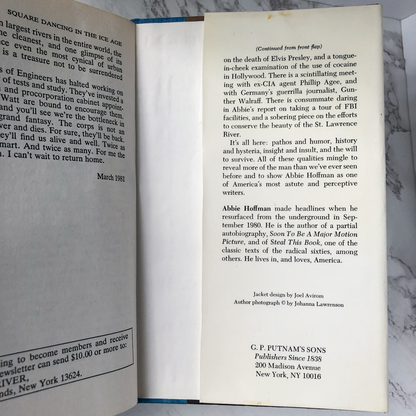 SQUARE DANCING IN THE ICE AGE
largest rivers in the entire world, the
cleanest, and one glimpse of its
ce even the most cynical of urban
is a treasure not to be surrendered
s of Engineers has halted working on
of tests and study. They've invested a
n and procorporation cabinet appoint-
Watt are bound to encourage them.
and you'll see we're the bottleneck in
grand fantasy. The corps is not in
ver and dies. For sure, they'll be back.
they'll find us alive and well. Twice as
mart. And twice as many. For me the
n. I can't wait to return home.
March 1981
ing to become members and receive
newsletter can send $10.00 or more to:
RIVER,
nds, New York 13624.
(Continued from front flap)
on the death of Elvis Presley, and a tongue-
in-cheek examination of the use of cocaine
in Hollywood. There is a scintillating meet-
ing with ex-CIA agent Phillip Agee, and
with Germany's guerrilla journalist, Gun-
ther Walraff. There is consummate daring
in Abbie's report on taking a tour of FBI
facilities, and a sobering piece on the efforts
to conserve the beauty of the St. Lawrence
River.
It's all here: pathos and humor, history
and hysteria, insight and insult, and the will
to survive. All of these qualities mingle to
reveal more of the man than we've ever seen
before and to show Abbie Hoffman as one
of America's most astute and perceptive
writers.
Abbie Hoffman made headlines when he
resurfaced from the underground in Sep-
tember 1980. He is the author of a partial
autobiography, Soon To Be A Major Motion
Picture, and of Steal This Book, one of the
classic texts of the radical sixties, among
others. He lives in, and loves, America.
Jacket design by Joel Avirom
Author photograph © by Johanna Lawrenson
G. P. PUTNAM'S SONS
Publishers Since 1838
200 Madison Avenue
New York, NY 10016